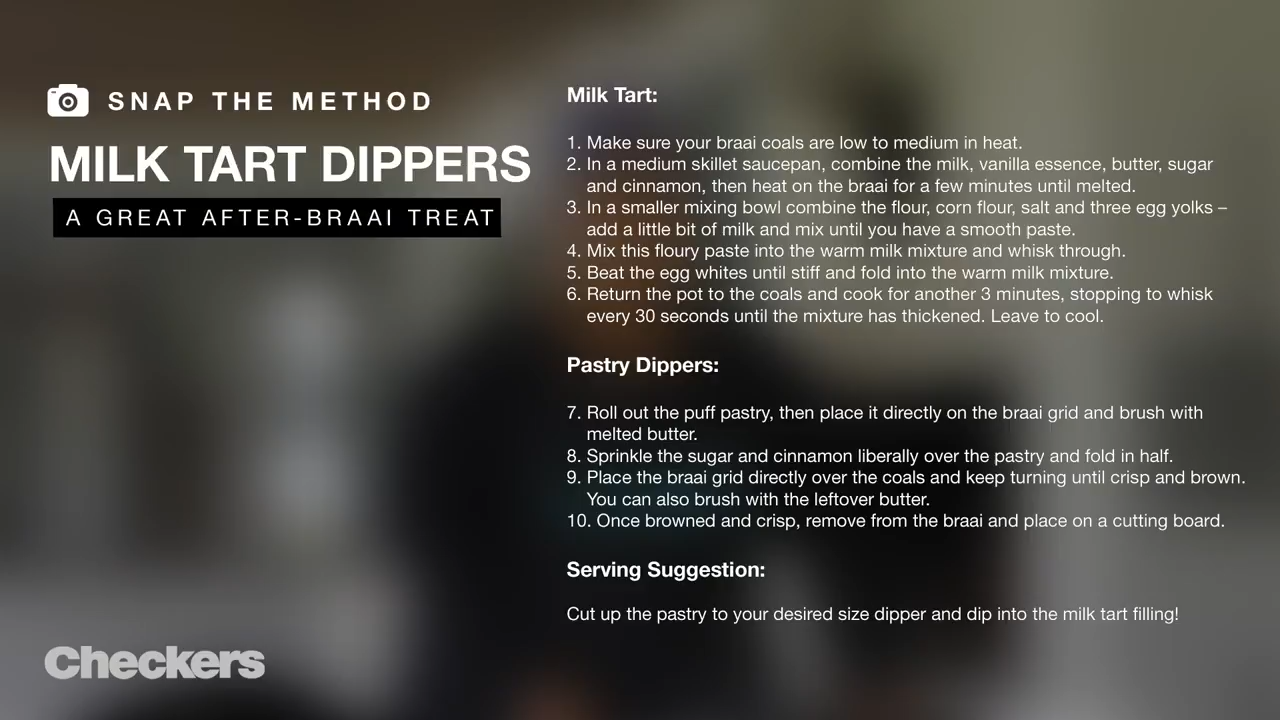 SNAP THE METHOD
MILK TART DIPPERS
A GREAT AFTER-BRAAI TREAT
Milk Tart:
1. Make sure your braai coals are low to medium in heat.
2. In a medium skillet saucepan, combine the milk, vanilla essence, butter, sugar
and cinnamon, then heat on the braai for a few minutes until melted.
3. In a smaller mixing bowl combine the flour, corn flour, salt and three egg yolks –
add a little bit of milk and mix until you have a smooth paste.
4. Mix this floury paste into the warm milk mixture and whisk through.
5. Beat the egg whites until stiff and fold into the warm milk mixture.
6. Return the pot to the coals and cook for another 3 minutes, stopping to whisk
every 30 seconds until the mixture has thickened. Leave to cool.
Pastry Dippers:
7. Roll out the puff pastry, then place it directly on the braai grid and brush with
melted butter.
8. Sprinkle the sugar and cinnamon liberally over the pastry and fold in half.
9. Place the braai grid directly over the coals and keep turning until crisp and brown.
You can also brush with the leftover butter.
10. Once browned and crisp, remove from the braai and place on a cutting board.
Serving Suggestion:
Cut up the pastry to your desired size dipper and dip into the milk tart filling!
Checkers